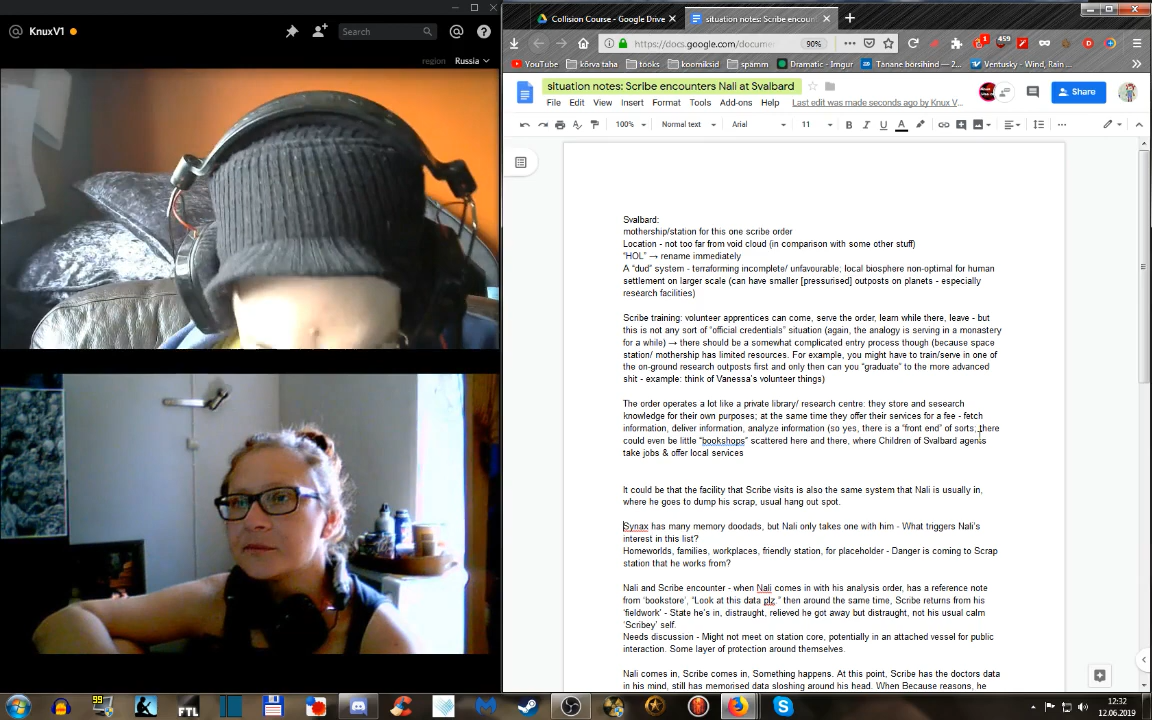 KnuxV1
Search
region Russia
Collision Course - Google Drive
situation notes: Scribe encount
https://docs.google.com/documen
90%
1
459
YouTube kõrva taha tööks koomiksid spämm Dramatic - Imgur Tänane börsihind — 2... Ventusky - Wind, Rain ...
situation notes: Scribe encounters Nali at Svalbard
File Edit View Insert Format Tools Add-ons Help Last edit was made seconds ago by Knux V...
Share
100% Normal text Arial 11 B I U A
Svalbard:
mothership/station for this one scribe order
Location - not too far from void cloud (in comparison with some other stuff)
"HOL" → rename immediately
A "dud" system - terraforming incomplete/ unfavourable; local biosphere non-optimal for human
settlement on larger scale (can have smaller [pressurised] outposts on planets - especially
research facilities)
Scribe training: volunteer apprentices can come, serve the order, learn while there, leave - but
this is not any sort of "official credentials" situation (again, the analogy is serving in a monastery
for a while) → there should be a somewhat complicated entry process though (because space
station/ mothership has limited resources. For example, you might have to train/serve in one of
the on-ground research outposts first and only then can you "graduate" to the more advanced
shit - example: think of Vanessa's volunteer things)
The order operates a lot like a private library/ research centre: they store and sesearch
knowledge for their own purposes; at the same time they offer their services for a fee - fetch
information, deliver information, analyze information (so yes, there is a "front end" of sorts; there
could even be little "bookshops" scattered here and there, where Children of Svalbard agents
take jobs & offer local services
It could be that the facility that Scribe visits is also the same system that Nali is usually in,
where he goes to dump his scrap, usual hang out spot.
Synax has many memory doodads, but Nali only takes one with him - What triggers Nali's
interest in this list?
Homeworlds, families, workplaces, friendly station, for placeholder - Danger is coming to Scrap
station that he works from?
Nali and Scribe encounter - when Nali comes in with his analysis order, has a reference note
from 'bookstore', "Look at this data plz." then around the same time, Scribe returns from his
'fieldwork' - State he's in, distraught, relieved he got away but distraught, not his usual calm
'Scribey' self.
Needs discussion - Might not meet on station core, potentially in an attached vessel for public
interaction. Some layer of protection around themselves.
Nali comes in, Scribe comes in, Something happens. At this point, Scribe has the doctors data
in his mind, still has memorised data sloshing around his head. When Because reasons, he
99
FTL
12:32
12.06.2019